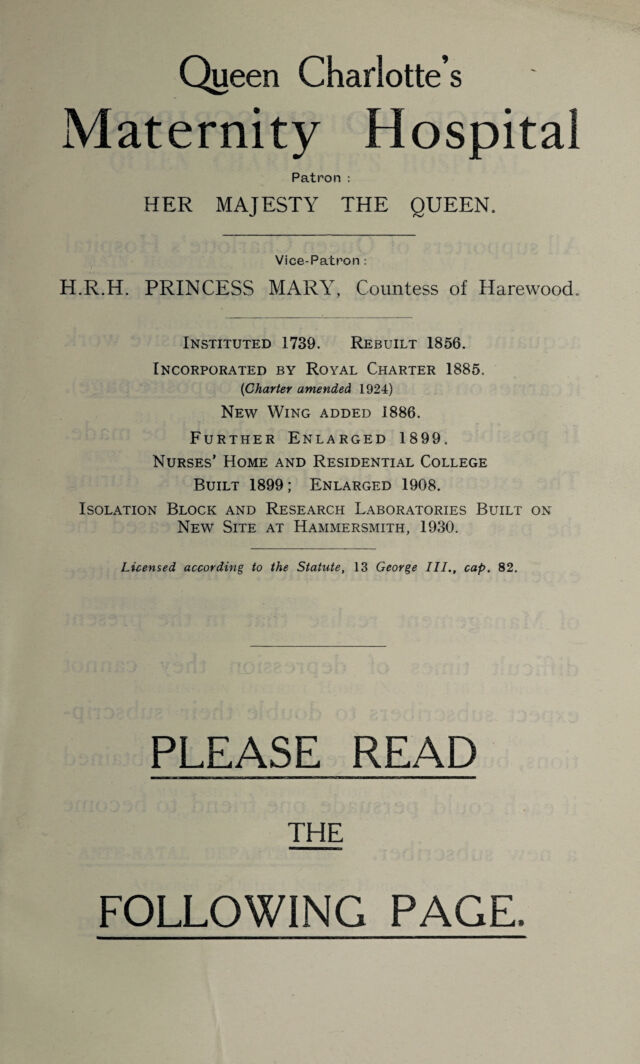 Queen Charlotte's
Maternity Hospital
Patron :
HER MAJESTY THE QUEEN.
Vice-Patron :
H.R.H. PRINCESS MARY, Countess of Harewood.
INSTITUTED 1739. REBUILT 1856.
INCORPORATED BY ROYAL CHARTER 1885.
(Charter amended 1924)
NEW WING ADDED 1886.
FURTHER ENLARGED 1899.
NURSES' HOME AND RESIDENTIAL COLLEGE
BUILT 1899; ENLARGED 1908.
ISOLATION BLOCK AND RESEARCH LABORATORIES BUILT ON
NEW SITE AT HAMMERSMITH, 1930.
Licensed according to the Statute, 13 George III., cap. 82.
PLEASE READ
THE
FOLLOWING PAGE.